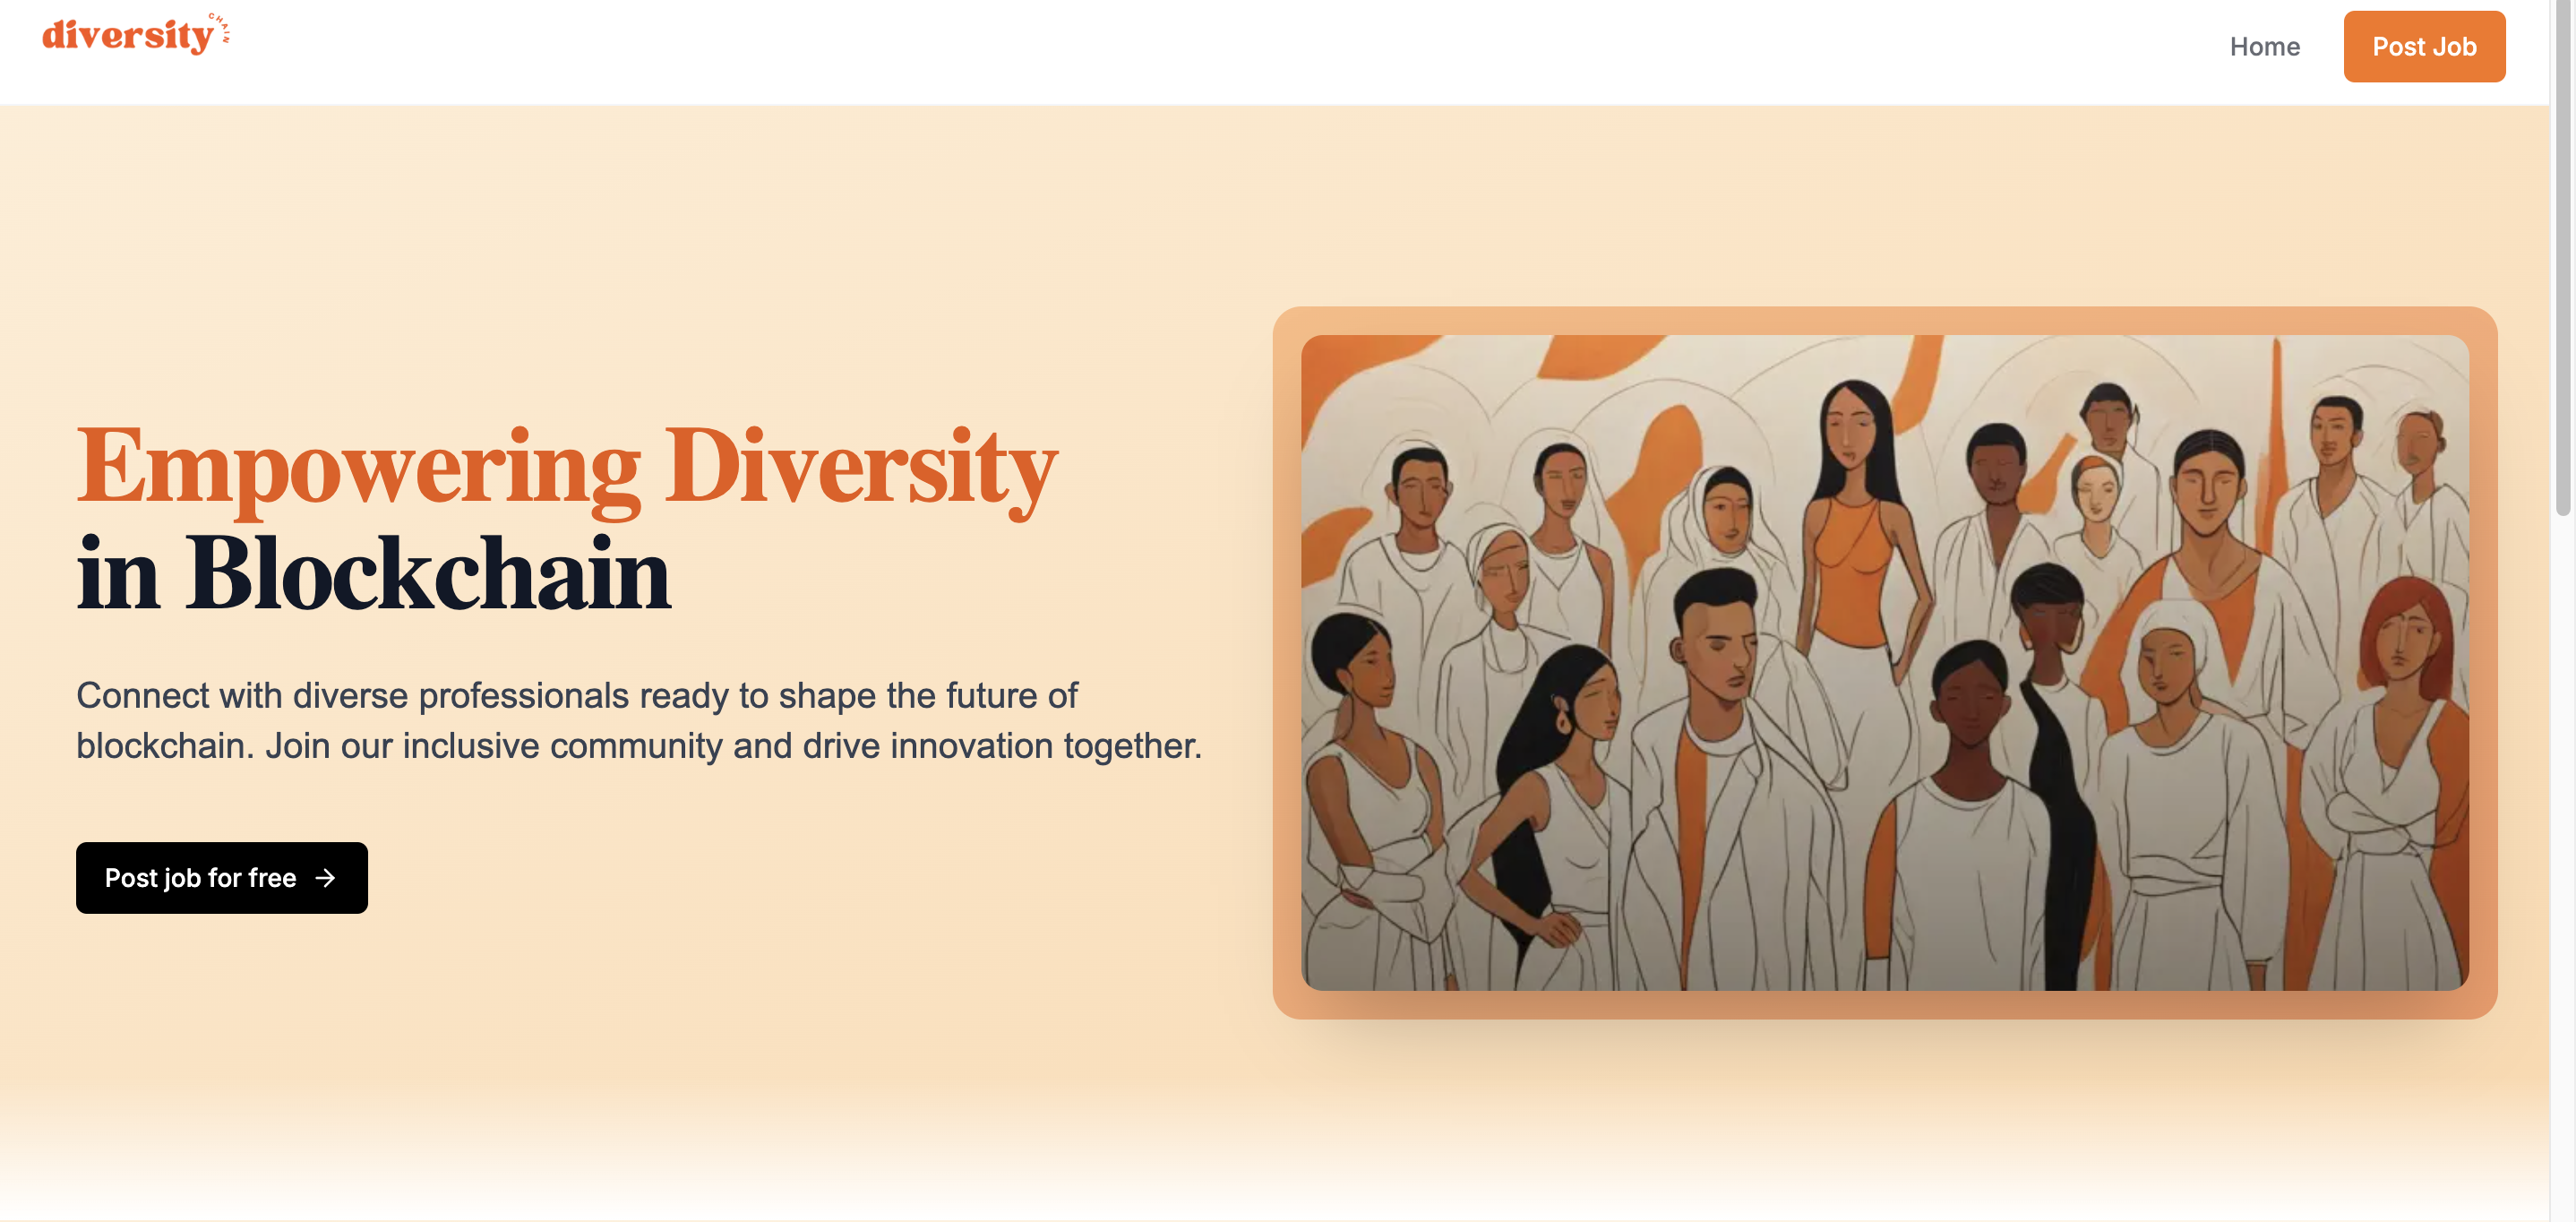 diversity
CHAIN
Home
Post Job
Empowering Diversity
in Blockchain
Connect with diverse professionals ready to shape the future of
blockchain. Join our inclusive community and drive innovation together.
Post job for free →